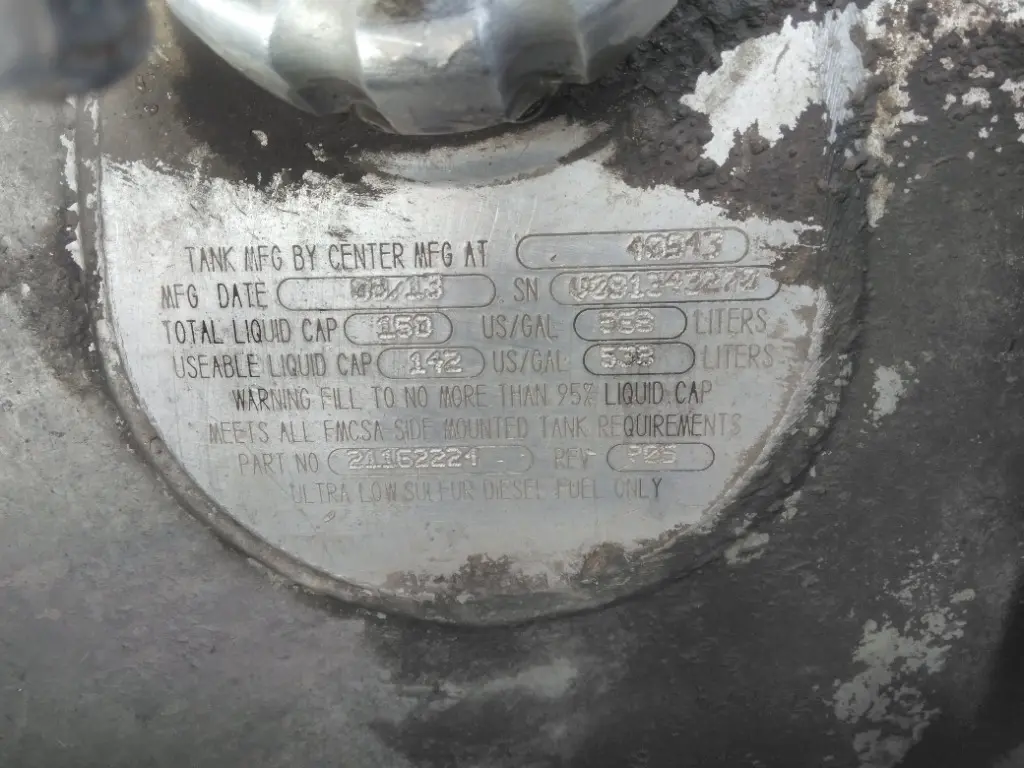 TANK MFG BY CENTER MFG AT 40543
MFG DATE 09/13 SN
TOTAL LIQUID CAP 150 US/GAL 568 LITERS
USEABLE LIQUID CAP 142 US/GAL 538 LITERS
WARNING FILL TO NO MORE THAN 95% LIQUID CAP
MEETS ALL FMCSA SIDE MOUNTED TANK REQUIREMENTS
PART NO 21162224 REV P05
ULTRA LOW SULFUR DIESEL FUEL ONLY